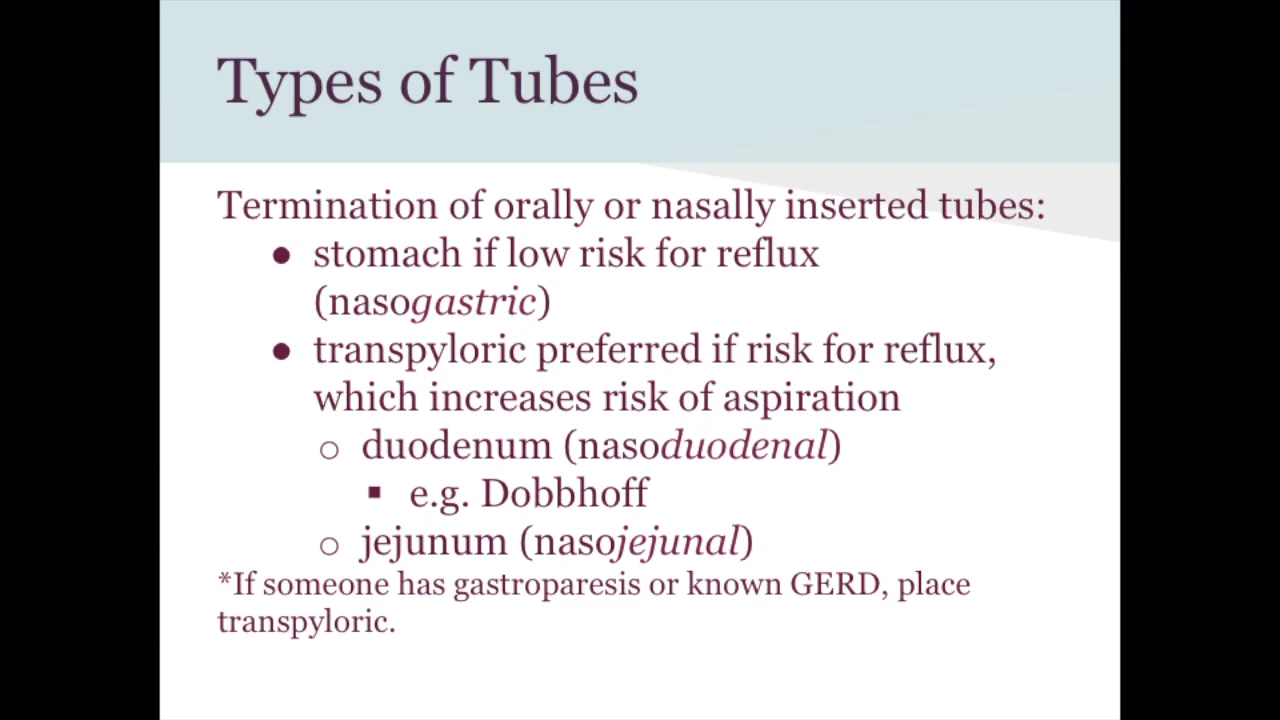 Types of Tubes
Termination of orally or nasally inserted tubes:
● stomach if low risk for reflux
(nasogastric)
● transpyloric preferred if risk for reflux,
which increases risk of aspiration
○ duodenum (nasoduodenal)
▪ e.g. Dobbhoff
○ jejunum (nasojejunal)
*If someone has gastroparesis or known GERD, place
transpyloric.